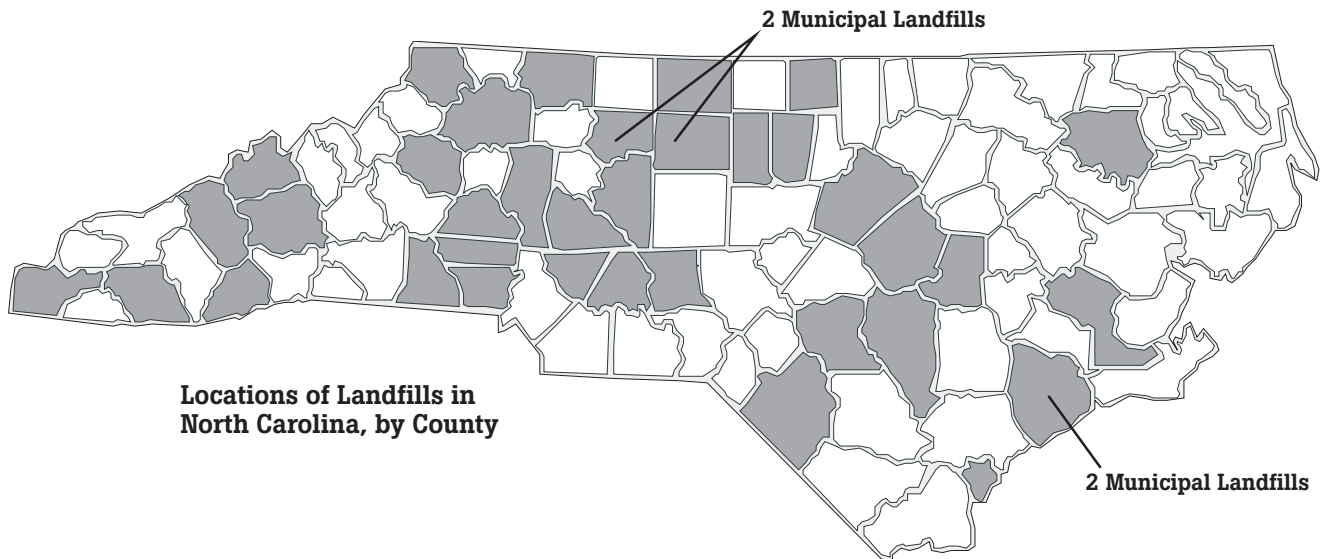 2 Municipal Landfills
Locations of Landfills in
North Carolina, by County
2 Municipal Landfills